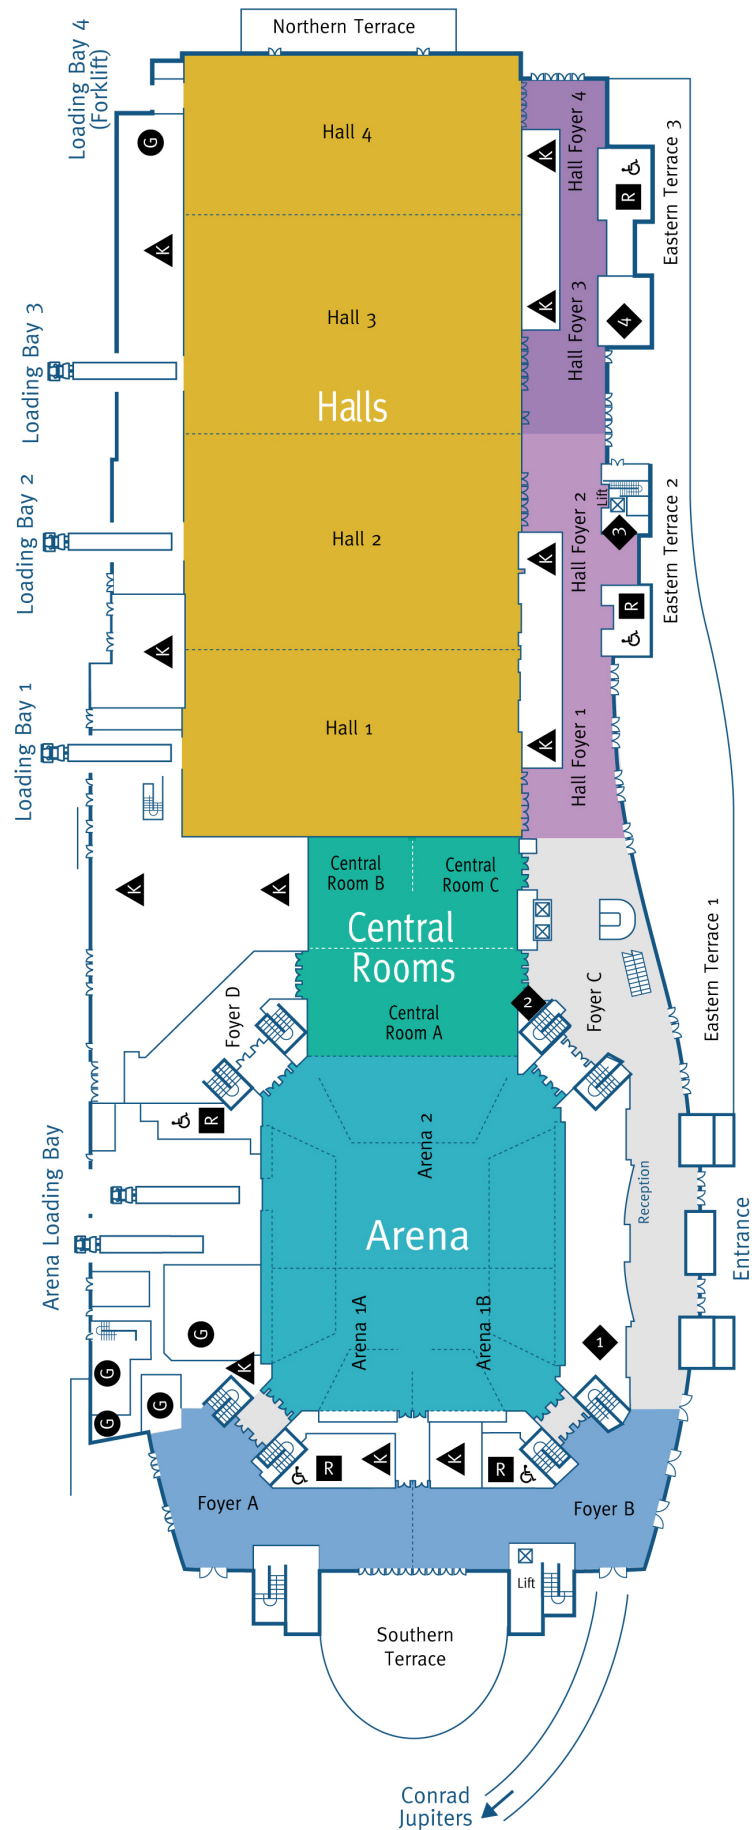 Northern Terrace
Loading Bay 4
(Forklift)
G
Hall 4
K
Hall Foyer 4
R
Eastern Terrace 3
K
Hall 3
K
Hall Foyer 3
4
Loading Bay 3
Halls
Loading Bay 2
Hall 2
K
Hall Foyer 2
Lift
3
Eastern Terrace 2
R
K
Loading Bay 1
Hall 1
K
Hall Foyer 1
K
K
Central
Room B
Central
Room C
Central
Rooms
Central
Room A
Foyer D
2
Foyer C
Eastern Terrace 1
R
Arena 2
Arena Loading Bay
Arena
Reception
Entrance
Arena 1A
Arena 1B
G
1
K
G
G
G
R
K
K
R
Foyer A
Foyer B
Lift
Southern
Terrace
Conrad
Jupiters